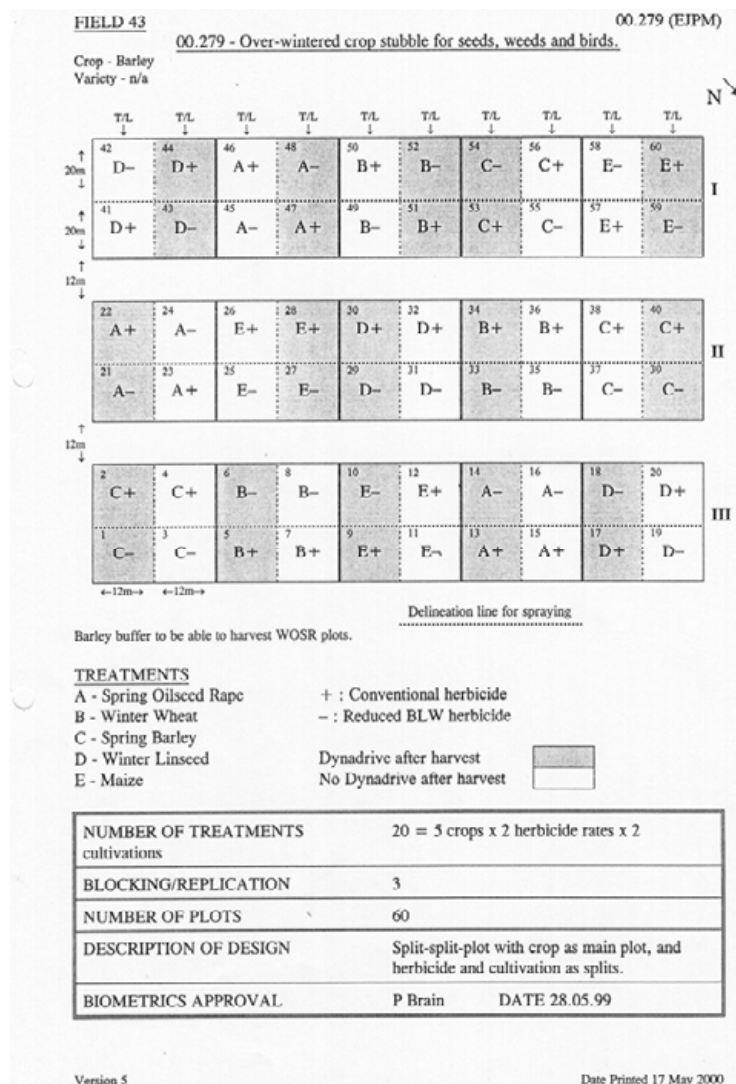 FIELD 43 00.279 (EJPM)
00.279 - Over-wintered crop stubble for seeds, weeds and birds.
Crop - Barley
Variety - n/a
N
T/L T/L T/L T/L T/L T/L T/L T/L T/L T/L
↓ ↓ ↓ ↓ ↓ ↓ ↓ ↓ ↓ ↓
42 44 46 48 50 52 54 56 58 60
20m D– D+ A+ A– B+ B– C– C+ E– E+
I
41 43 45 47 49 51 53 55 57 59
20m D+ D– A– A+ B– B+ C+ C– E+ E–
12m
22 24 26 28 30 32 34 36 38 40
A+ A– E+ E+ D+ D+ B+ B+ C+ C+
II
21 23 25 27 29 31 33 35 37 30
A– A+ E– E– D– D– B– B– C– C–
12m
2 4 6 8 10 12 14 16 18 20
C+ C+ B– B– E– E+ A– A– D– D+
III
1 3 5 7 9 11 13 15 17 19
C– C– B+ B+ E+ E¬ A+ A+ D+ D–
←12m→ ←12m→
Delineation line for spraying
Barley buffer to be able to harvest WOSR plots.
TREATMENTS
A - Spring Oilseed Rape + : Conventional herbicide
B - Winter Wheat – : Reduced BLW herbicide
C - Spring Barley
D - Winter Linseed Dynadrive after harvest
E - Maize No Dynadrive after harvest
NUMBER OF TREATMENTS 20 = 5 crops x 2 herbicide rates x 2
cultivations
BLOCKING/REPLICATION 3
NUMBER OF PLOTS 60
DESCRIPTION OF DESIGN Split-split-plot with crop as main plot, and
herbicide and cultivation as splits.
BIOMETRICS APPROVAL P Brain DATE 28.05.99
Version 5 Date Printed 17 May 2000